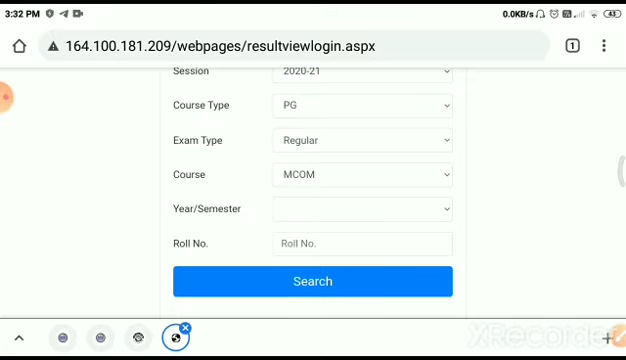 3:32 PM 0.0KB/s 43
164.100.181.209/webpages/resultviewlogin.aspx 1
Session 2020-21
Course Type PG
Exam Type Regular
Course MCOM
Year/Semester
Roll No. Roll No.
Search
XRecorder